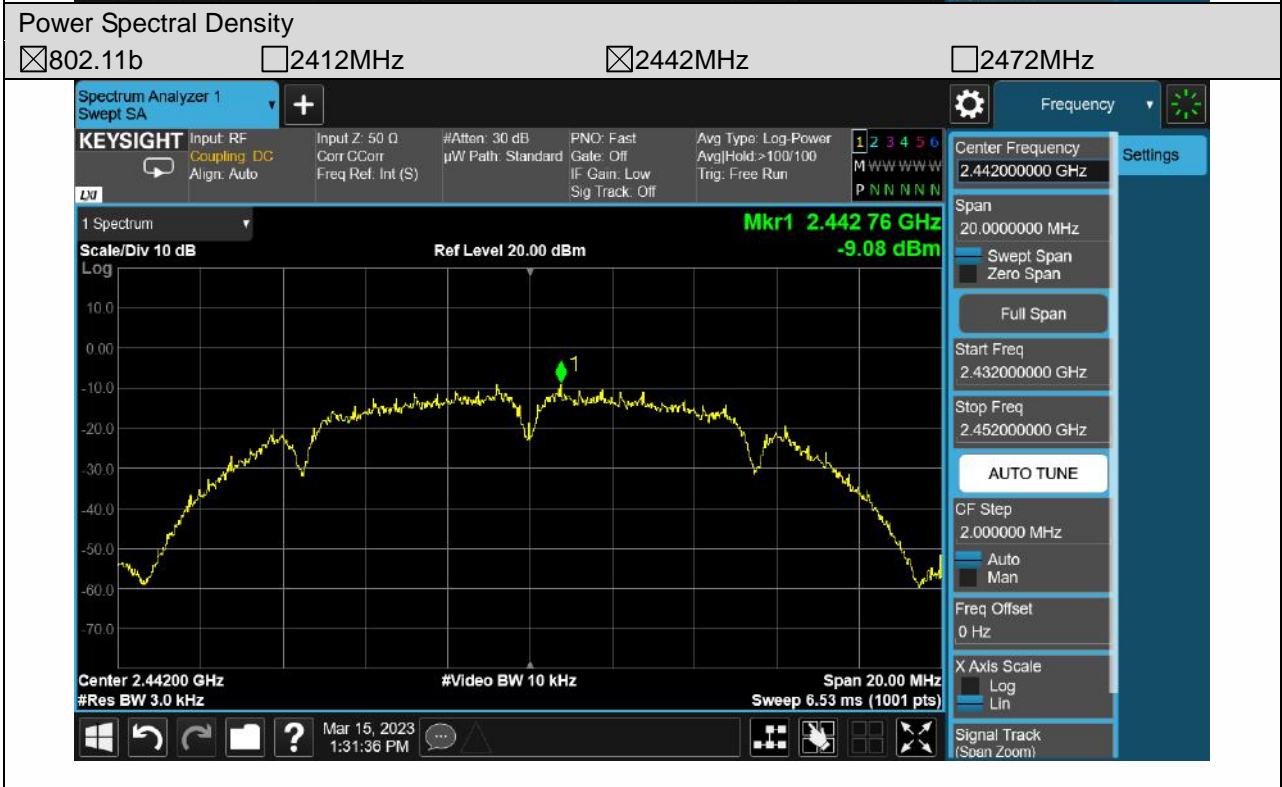 Power Spectral Density
☒802.11b ☐2412MHz ☒2442MHz ☐2472MHz
Spectrum Analyzer 1
Swept SA
+
Frequency
KEYSIGHT
LXI
Input: RF
Coupling: DC
Align: Auto
Input Z: 50 Ω
Corr CCorr
Freq Ref: Int (S)
#Atten: 30 dB
µW Path: Standard
PNO: Fast
Gate: Off
IF Gain: Low
Sig Track: Off
Avg Type: Log-Power
Avg|Hold:>100/100
Trig: Free Run
1 2 3 4 5 6
M W W W W W
P N N N N N
1 Spectrum
Scale/Div 10 dB
Ref Level 20.00 dBm
Mkr1 2.442 76 GHz
-9.08 dBm
Log
10.0
0.00
-10.0
-20.0
-30.0
-40.0
-50.0
-60.0
-70.0
1
Center 2.44200 GHz
#Res BW 3.0 kHz
#Video BW 10 kHz
Span 20.00 MHz
Sweep 6.53 ms (1001 pts)
?
Mar 15, 2023
1:31:36 PM
Center Frequency
2.442000000 GHz
Span
20.0000000 MHz
Swept Span
Zero Span
Full Span
Start Freq
2.432000000 GHz
Stop Freq
2.452000000 GHz
AUTO TUNE
CF Step
2.000000 MHz
Auto
Man
Freq Offset
0 Hz
X Axis Scale
Log
Lin
Signal Track
(Span Zoom)
Settings